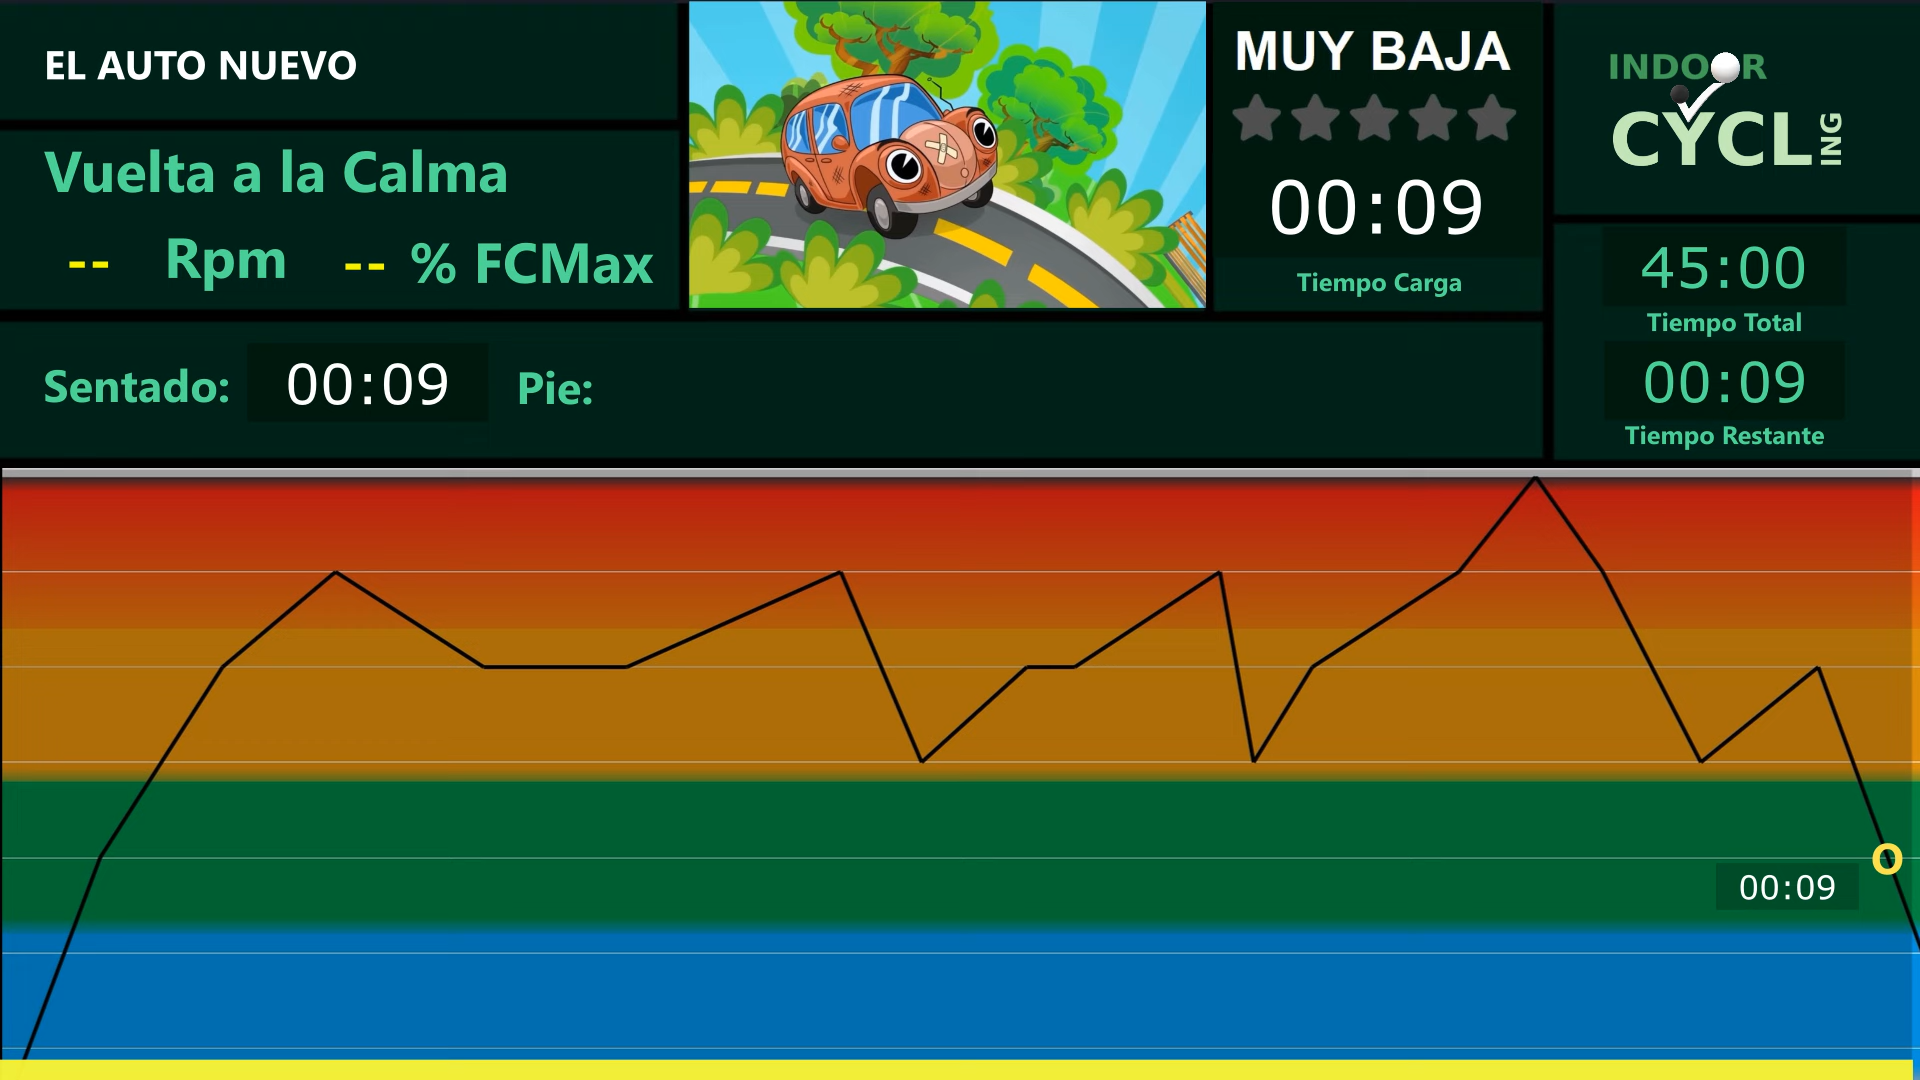 EL AUTO NUEVO
Vuelta a la Calma
-- Rpm -- % FCMax
MUY BAJA
00:09
Tiempo Carga
INDOOR
CYCLING
45:00
Tiempo Total
00:09
Tiempo Restante
Sentado: 00:09 Pie:
00:09